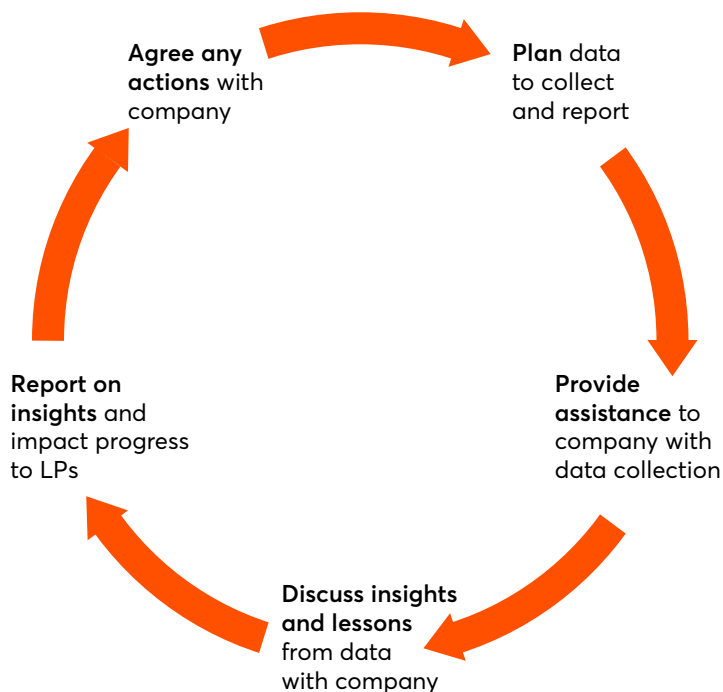 Agree any
actions with
company
Plan data
to collect
and report
Provide
assistance to
company with
data collection
Discuss insights
and lessons
from data
with company
Report on
insights and
impact progress
to LPs